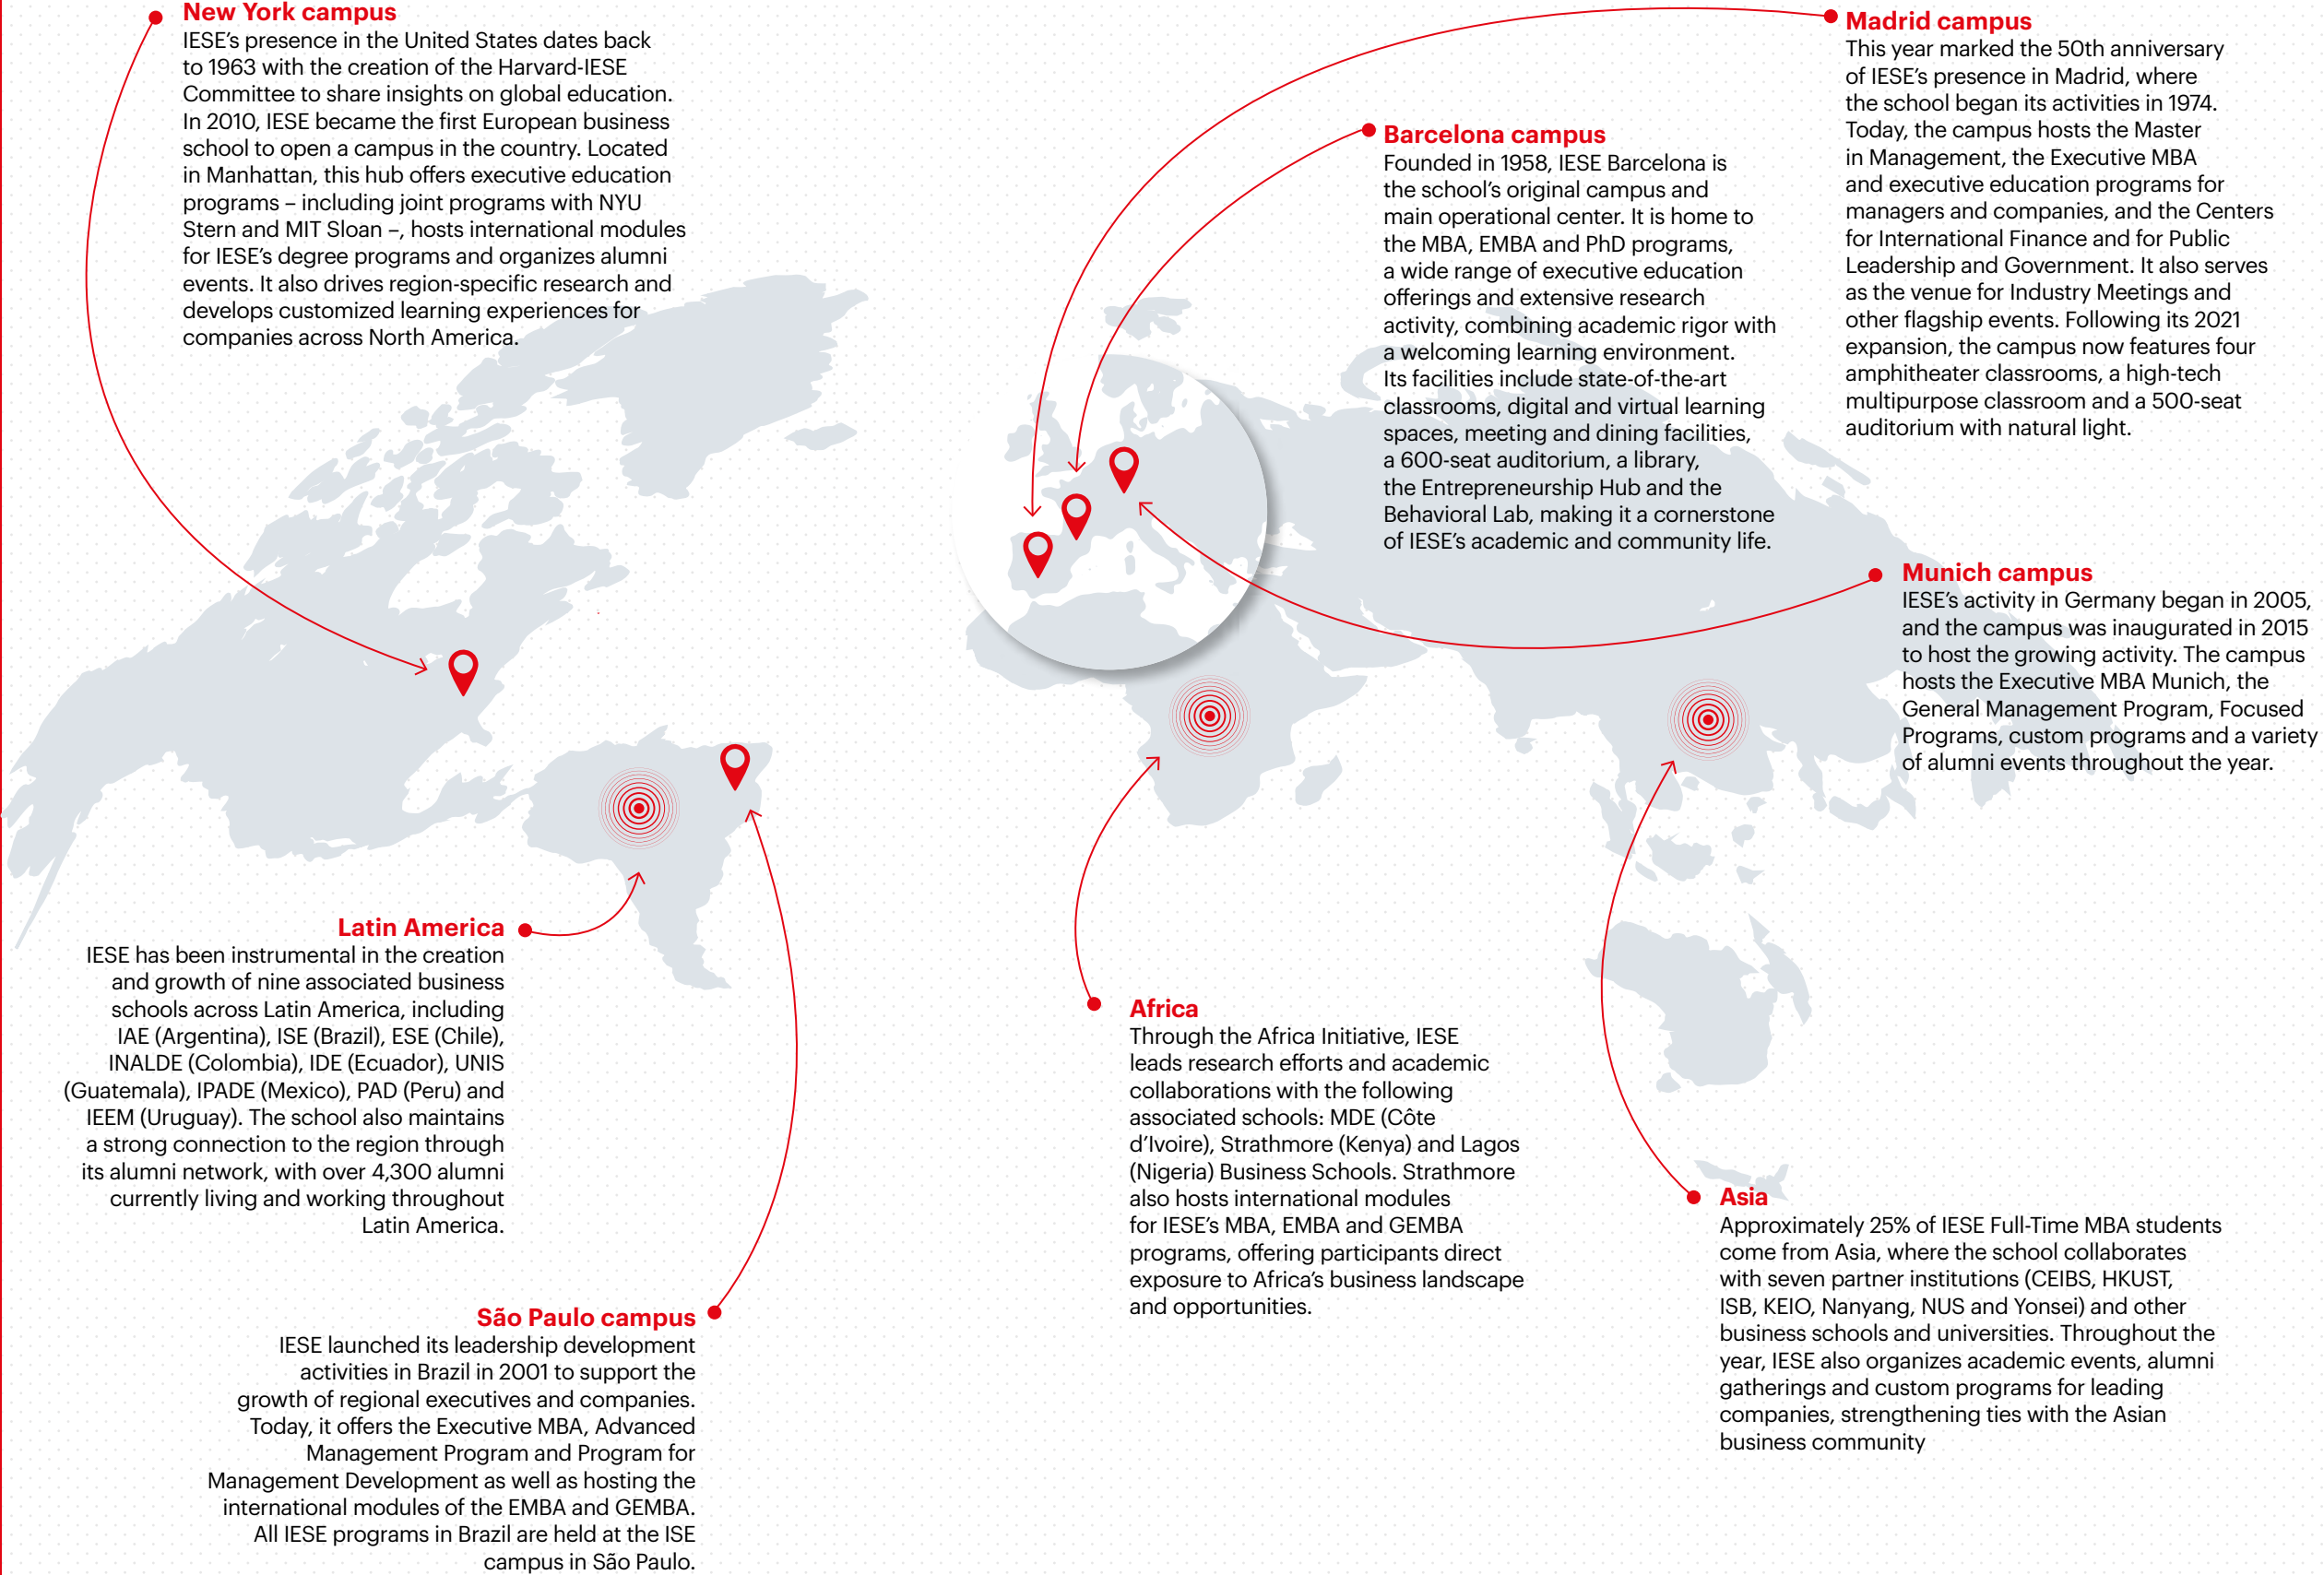 New York campus
IESE’s presence in the United States dates back
to 1963 with the creation of the Harvard-IESE
Committee to share insights on global education.
In 2010, IESE became the first European business
school to open a campus in the country. Located
in Manhattan, this hub offers executive education
programs – including joint programs with NYU
Stern and MIT Sloan –, hosts international modules
for IESE’s degree programs and organizes alumni
events. It also drives region-specific research and
develops customized learning experiences for
companies across North America.
Madrid campus
This year marked the 50th anniversary
of IESE’s presence in Madrid, where
the school began its activities in 1974.
Today, the campus hosts the Master
in Management, the Executive MBA
and executive education programs for
managers and companies, and the Centers
for International Finance and for Public
Leadership and Government. It also serves
as the venue for Industry Meetings and
other flagship events. Following its 2021
expansion, the campus now features four
amphitheater classrooms, a high-tech
multipurpose classroom and a 500-seat
auditorium with natural light.
Barcelona campus
Founded in 1958, IESE Barcelona is
the school’s original campus and
main operational center. It is home to
the MBA, EMBA and PhD programs,
a wide range of executive education
offerings and extensive research
activity, combining academic rigor with
a welcoming learning environment.
Its facilities include state-of-the-art
classrooms, digital and virtual learning
spaces, meeting and dining facilities,
a 600-seat auditorium, a library,
the Entrepreneurship Hub and the
Behavioral Lab, making it a cornerstone
of IESE’s academic and community life.
Munich campus
IESE’s activity in Germany began in 2005,
and the campus was inaugurated in 2015
to host the growing activity. The campus
hosts the Executive MBA Munich, the
General Management Program, Focused
Programs, custom programs and a variety
of alumni events throughout the year.
Latin America
IESE has been instrumental in the creation
and growth of nine associated business
schools across Latin America, including
IAE (Argentina), ISE (Brazil), ESE (Chile),
INALDE (Colombia), IDE (Ecuador), UNIS
(Guatemala), IPADE (Mexico), PAD (Peru) and
IEEM (Uruguay). The school also maintains
a strong connection to the region through
its alumni network, with over 4,300 alumni
currently living and working throughout
Latin America.
Africa
Through the Africa Initiative, IESE
leads research efforts and academic
collaborations with the following
associated schools: MDE (Côte
d’Ivoire), Strathmore (Kenya) and Lagos
(Nigeria) Business Schools. Strathmore
also hosts international modules
for IESE’s MBA, EMBA and GEMBA
programs, offering participants direct
exposure to Africa’s business landscape
and opportunities.
Asia
Approximately 25% of IESE Full-Time MBA students
come from Asia, where the school collaborates
with seven partner institutions (CEIBS, HKUST,
ISB, KEIO, Nanyang, NUS and Yonsei) and other
business schools and universities. Throughout the
year, IESE also organizes academic events, alumni
gatherings and custom programs for leading
companies, strengthening ties with the Asian
business community
São Paulo campus
IESE launched its leadership development
activities in Brazil in 2001 to support the
growth of regional executives and companies.
Today, it offers the Executive MBA, Advanced
Management Program and Program for
Management Development as well as hosting the
international modules of the EMBA and GEMBA.
All IESE programs in Brazil are held at the ISE
campus in São Paulo.